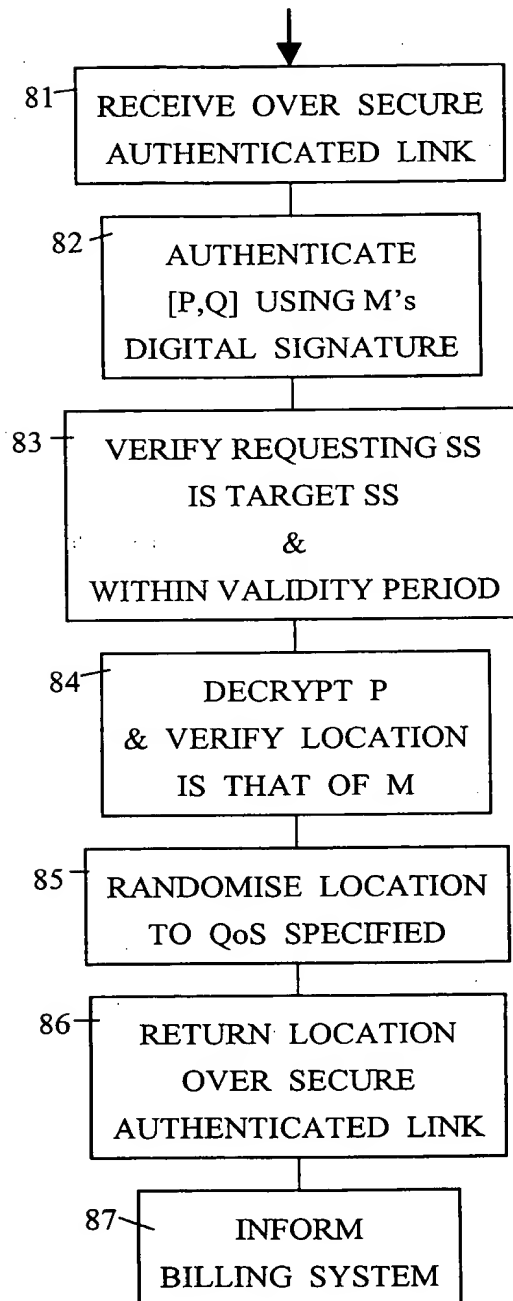 81
RECEIVE OVER SECURE
AUTHENTICATED LINK
82
AUTHENTICATE
[P,Q] USING M's
DIGITAL SIGNATURE
83
VERIFY REQUESTING SS
IS TARGET SS
&
WITHIN VALIDITY PERIOD
84
DECRYPT P
& VERIFY LOCATION
IS THAT OF M
85
RANDOMISE LOCATION
TO QoS SPECIFIED
86
RETURN LOCATION
OVER SECURE
AUTHENTICATED LINK
87
INFORM
BILLING SYSTEM